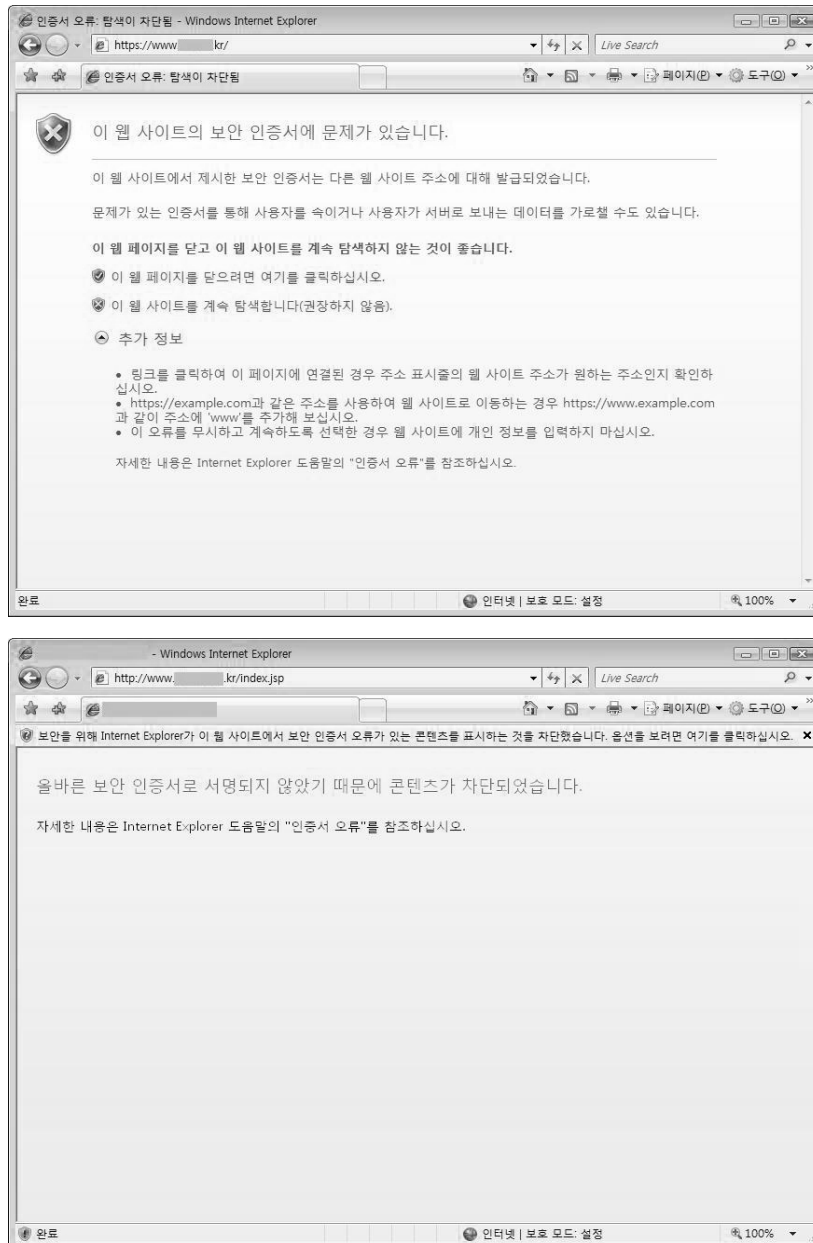 인증서 오류: 탐색이 차단됨 - Windows Internet Explorer
https://www kr/
Live Search
인증서 오류: 탐색이 차단됨
페이지(P) 도구(O) »
이 웹 사이트의 보안 인증서에 문제가 있습니다.
이 웹 사이트에서 제시한 보안 인증서는 다른 웹 사이트 주소에 대해 발급되었습니다.
문제가 있는 인증서를 통해 사용자를 속이거나 사용자가 서버로 보내는 데이터를 가로챌 수도 있습니다.
이 웹 페이지를 닫고 이 웹 사이트를 계속 탐색하지 않는 것이 좋습니다.
이 웹 페이지를 닫으려면 여기를 클릭하십시오.
이 웹 사이트를 계속 탐색합니다(권장하지 않음).
추가 정보
• 링크를 클릭하여 이 페이지에 연결된 경우 주소 표시줄의 웹 사이트 주소가 원하는 주소인지 확인하
십시오.
• https://example.com과 같은 주소를 사용하여 웹 사이트로 이동하는 경우 https://www.example.com
과 같이 주소에 'www'를 추가해 보십시오.
• 이 오류를 무시하고 계속하도록 선택한 경우 웹 사이트에 개인 정보를 입력하지 마십시오.
자세한 내용은 Internet Explorer 도움말의 "인증서 오류"를 참조하십시오.
완료
인터넷 | 보호 모드: 설정
100%
- Windows Internet Explorer
http://www. .kr/index.jsp
Live Search
페이지(P) 도구(O) »
보안을 위해 Internet Explorer가 이 웹 사이트에서 보안 인증서 오류가 있는 콘텐츠를 표시하는 것을 차단했습니다. 옵션을 보려면 여기를 클릭하십시오.
올바른 보안 인증서로 서명되지 않았기 때문에 콘텐츠가 차단되었습니다.
자세한 내용은 Internet Explorer 도움말의 "인증서 오류"를 참조하십시오.
완료
인터넷 | 보호 모드: 설정
100%